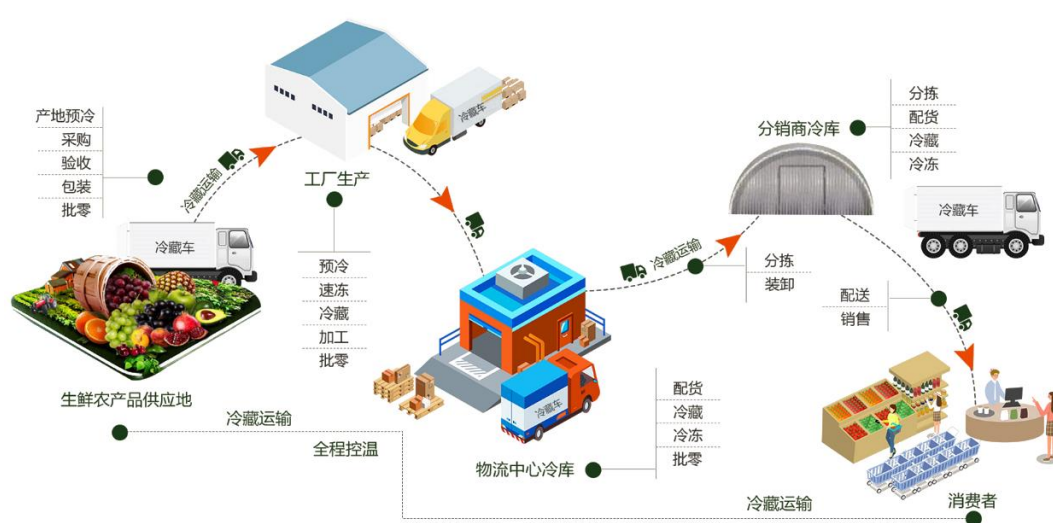 产地预冷
采购
验收
包装
批零
冷藏运输
冷藏车
生鲜农产品供应地
冷藏车
工厂生产
预冷
速冻
冷藏
加工
批零
冷藏车
物流中心冷库
配货
冷藏
冷冻
批零
冷藏运输
分拣
装卸
分销商冷库
分拣
配货
冷藏
冷冻
冷藏车
配送
销售
消费者
冷藏运输
全程控温
冷藏运输